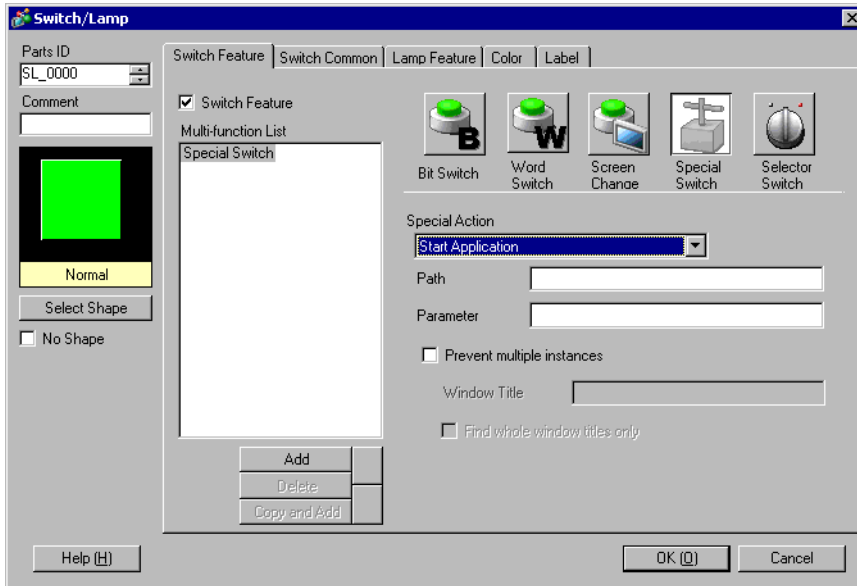 Switch/Lamp
Parts ID
SL_0000
Comment
Normal
Select Shape
No Shape
Help (H)
Switch Feature
Switch Common
Lamp Feature
Color
Label
Switch Feature
Multi-function List
Special Switch
Add
Delete
Copy and Add
B
Bit Switch
W
Word
Switch
Screen
Change
Special
Switch
Selector
Switch
Special Action
Start Application
Path
Parameter
Prevent multiple instances
Window Title
Find whole window titles only
OK (O)
Cancel